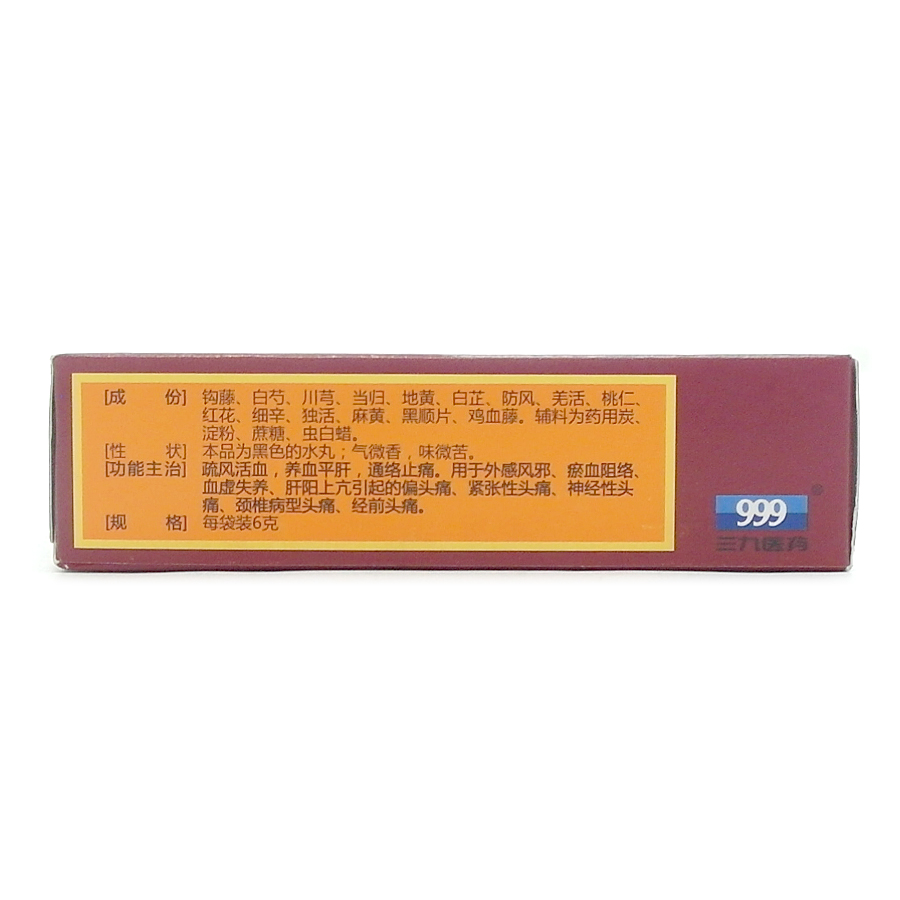 [成 份] 钩藤、白芍、川芎、当归、地黄、白芷、防风、羌活、桃仁、
红花、细辛、独活、麻黄、黑顺片、鸡血藤。辅料为药用炭、
淀粉、蔗糖、虫白蜡。
[性 状] 本品为黑色的水丸；气微香，味微苦。
[功能主治] 疏风活血，养血平肝，通络止痛。用于外感风邪、瘀血阻络、
血虚失养、肝阳上亢引起的偏头痛、紧张性头痛、神经性头
痛、颈椎病型头痛、经前头痛。
[规 格] 每袋装6克
999®
三九医药